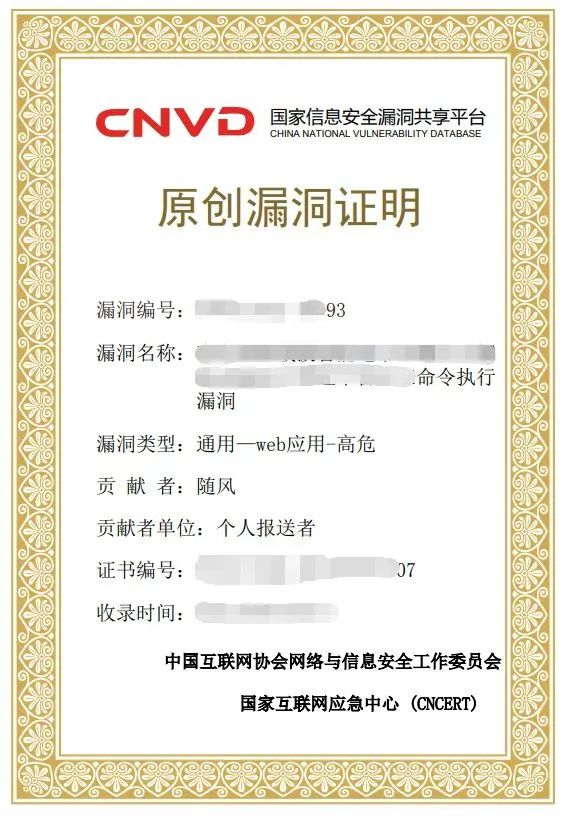 CNVD
国家信息安全漏洞共享平台
CHINA NATIONAL VULNERABILITY DATABASE
原创漏洞证明
漏洞编号：93
漏洞名称：
命令执行
漏洞
漏洞类型：通用—web应用-高危
贡 献 者：随风
贡献者单位：个人报送者
证书编号：07
收录时间：
中国互联网协会网络与信息安全工作委员会
国家互联网应急中心 (CNCERT)